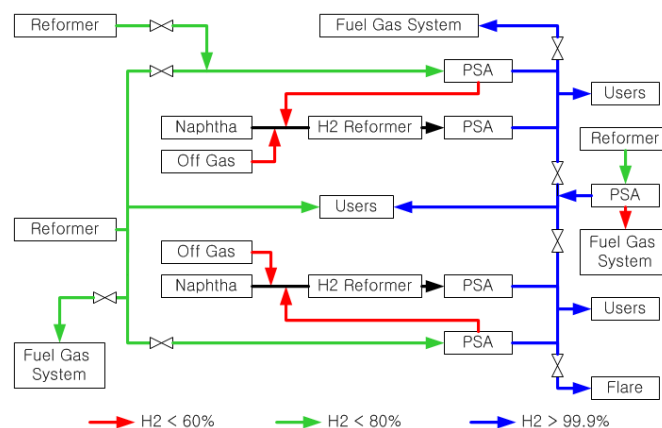 Reformer
Fuel Gas System
PSA
Users
Naphtha
H2 Reformer
PSA
Reformer
Off Gas
PSA
Users
Reformer
Fuel Gas
System
Off Gas
Naphtha
H2 Reformer
PSA
Users
PSA
Fuel Gas
System
Flare
H2 < 60%
H2 < 80%
H2 > 99.9%